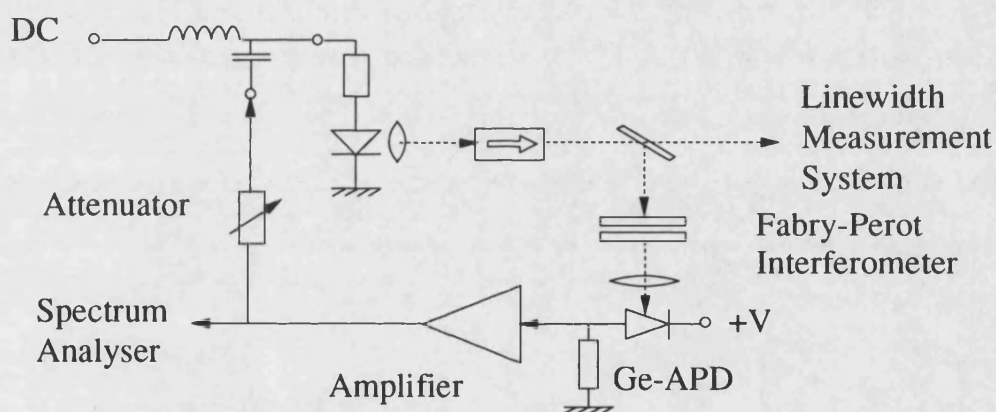 DC
Linewidth
Measurement
System
Attenuator
Fabry-Perot
Interferometer
Spectrum
Analyser
+V
Amplifier
Ge-APD